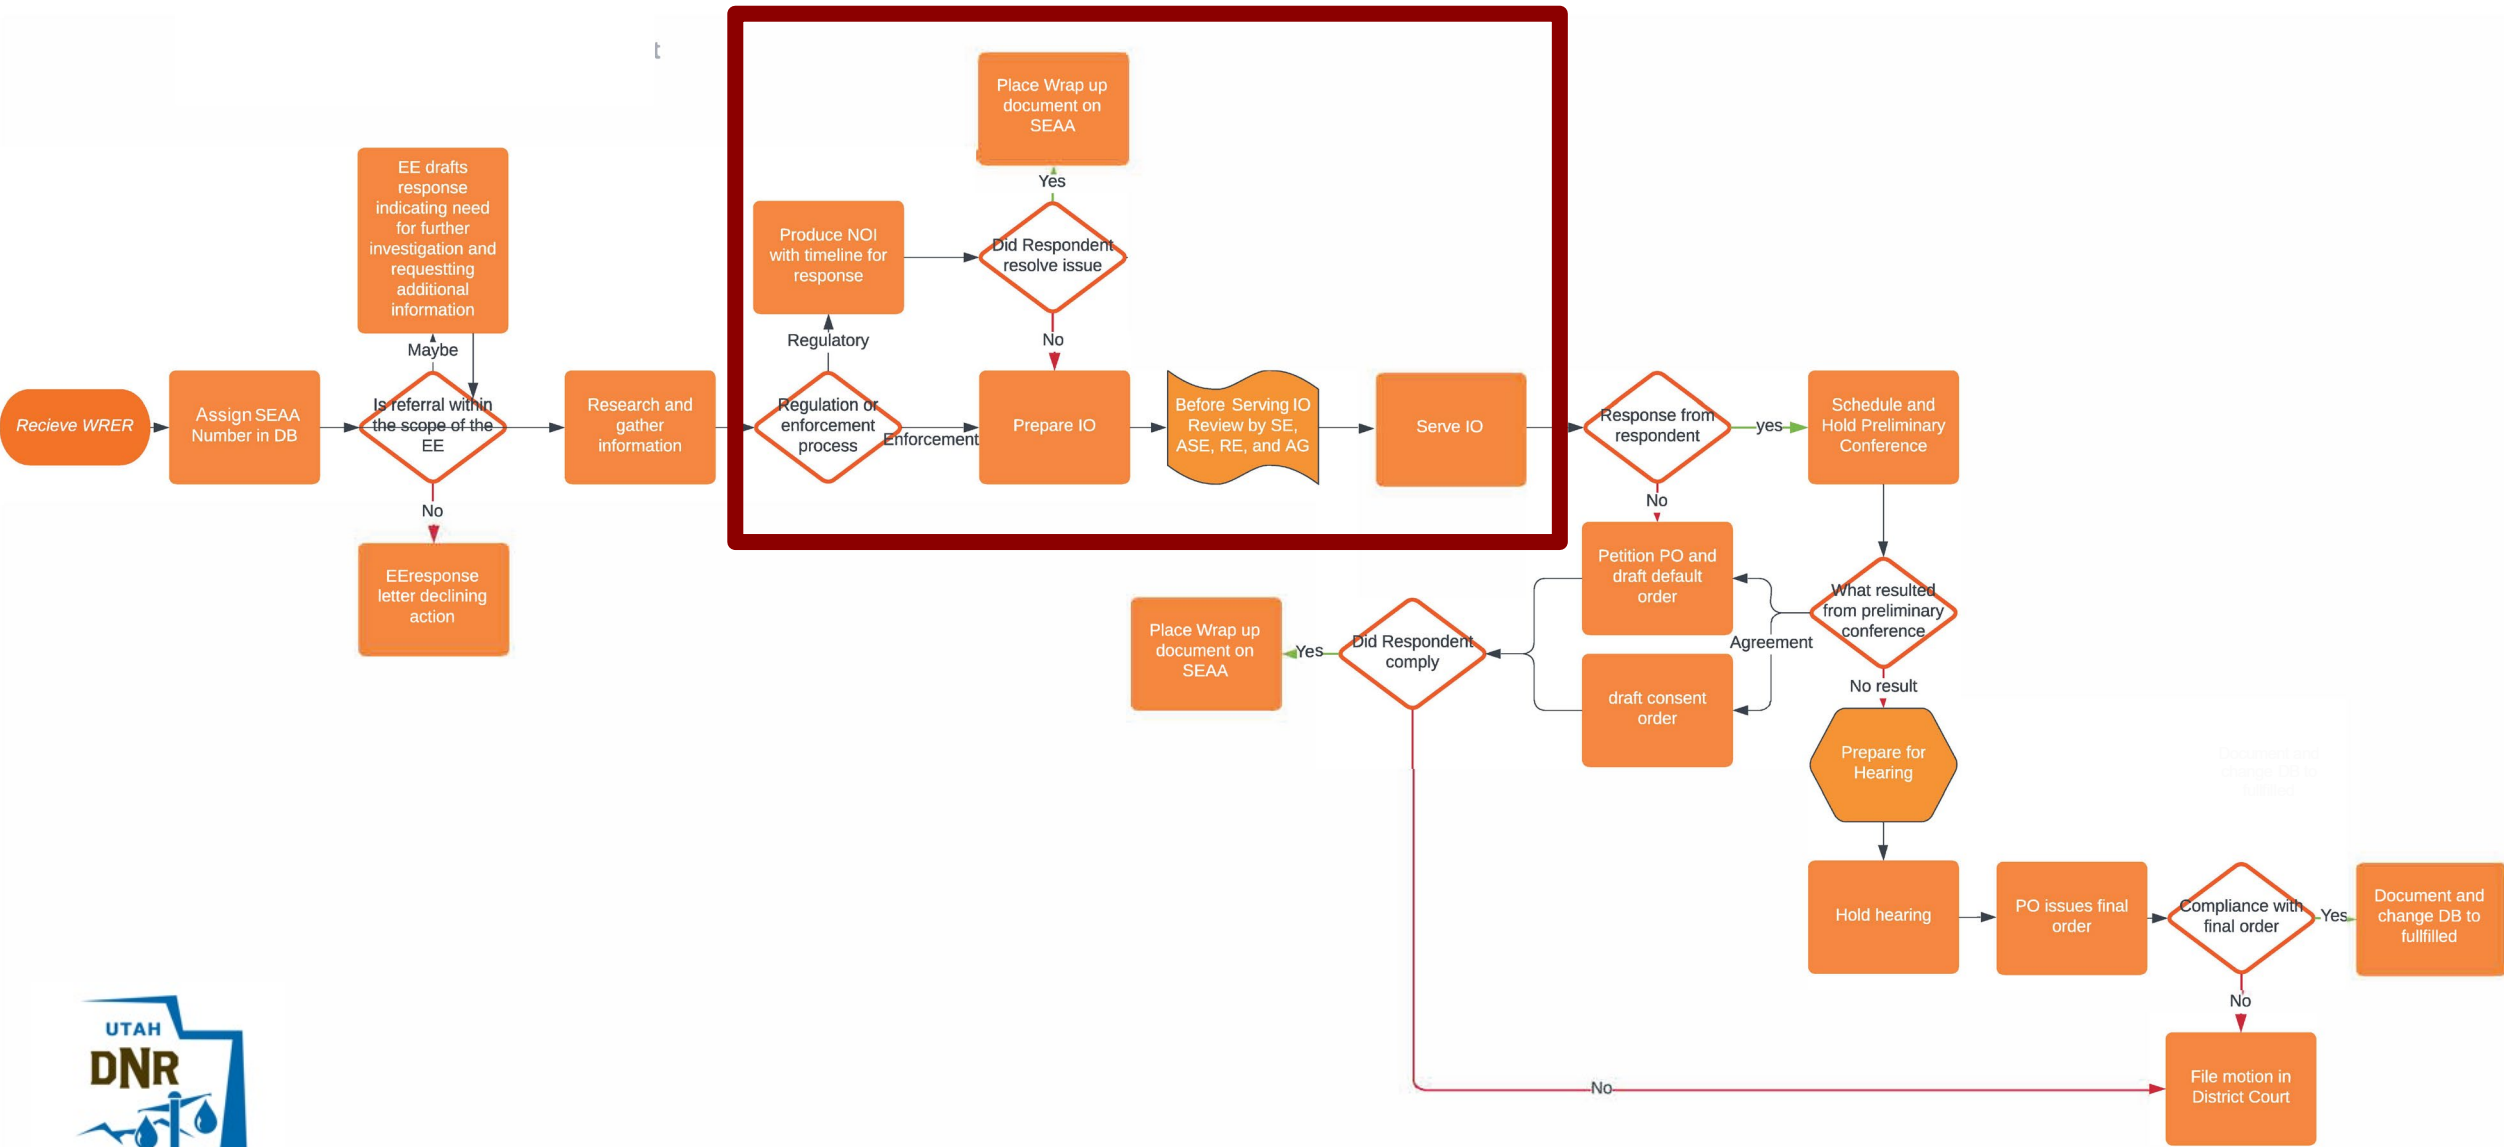 t
Place Wrap up
document on
SEAA
Yes
EE drafts
response
indicating need
for further
investigation and
requestting
additional
information
Maybe
Produce NOI
with timeline for
response
Did Respondent
resolve issue
Regulatory
No
Recieve WRER
Assign SEAA
Number in DB
Is referral within
the scope of the
EE
Research and
gather
information
Regulation or
enforcement
process
Enforcement
Prepare IO
Before Serving IO
Review by SE,
ASE, RE, and AG
Serve IO
Response from
respondent
yes
Schedule and
Hold Preliminary
Conference
No
No
EEresponse
letter declining
action
Petition PO and
draft default
order
What resulted
from preliminary
conference
Agreement
Place Wrap up
document on
SEAA
Yes
Did Respondent
comply
draft consent
order
No result
Prepare for
Hearing
Hold hearing
PO issues final
order
Compliance with
final order
Yes
Document and
change DB to
fullfilled
No
No
File motion in
District Court
UTAH
DNR